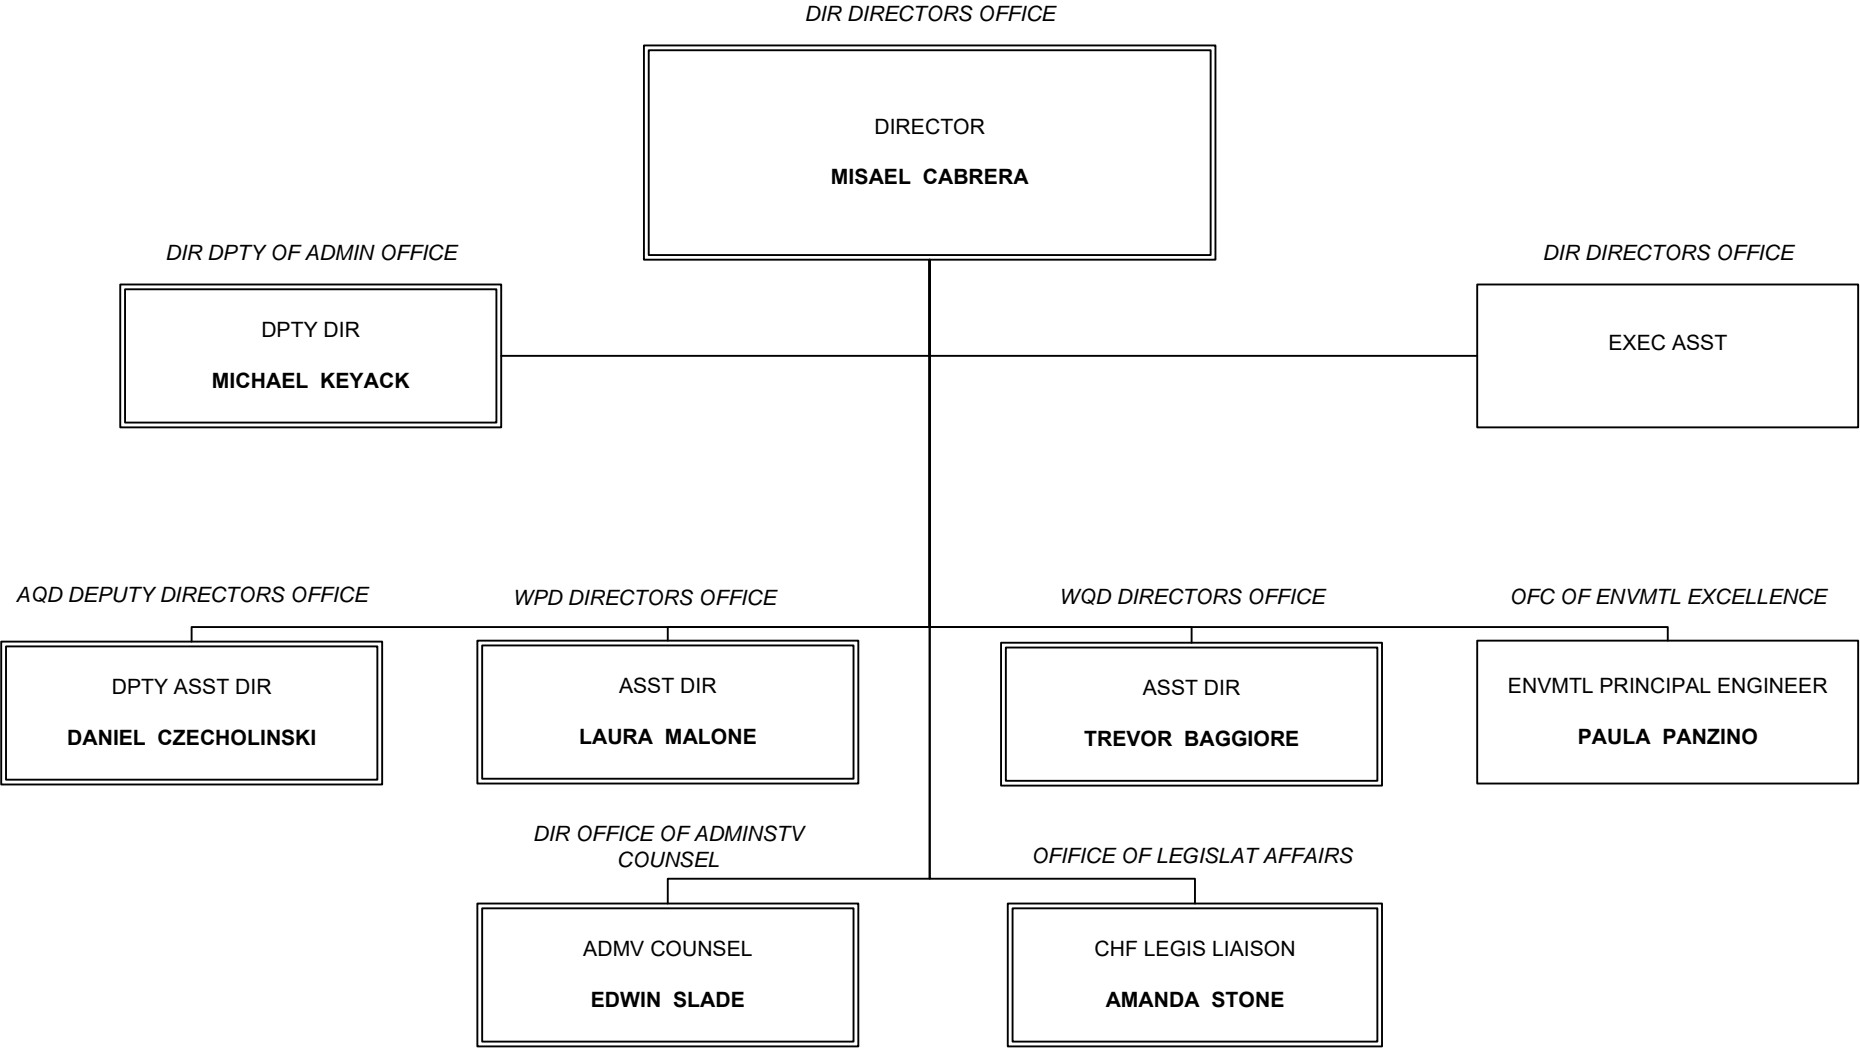 DIR DIRECTORS OFFICE
DIRECTOR
MISAEL CABRERA
DIR DPTY OF ADMIN OFFICE
DPTY DIR
MICHAEL KEYACK
DIR DIRECTORS OFFICE
EXEC ASST
AQD DEPUTY DIRECTORS OFFICE
DPTY ASST DIR
DANIEL CZECHOLINSKI
WPD DIRECTORS OFFICE
ASST DIR
LAURA MALONE
WQD DIRECTORS OFFICE
ASST DIR
TREVOR BAGGIORE
OFC OF ENVMTL EXCELLENCE
ENVMTL PRINCIPAL ENGINEER
PAULA PANZINO
DIR OFFICE OF ADMINSTV
COUNSEL
ADMV COUNSEL
EDWIN SLADE
OFIFICE OF LEGISLAT AFFAIRS
CHF LEGIS LIAISON
AMANDA STONE